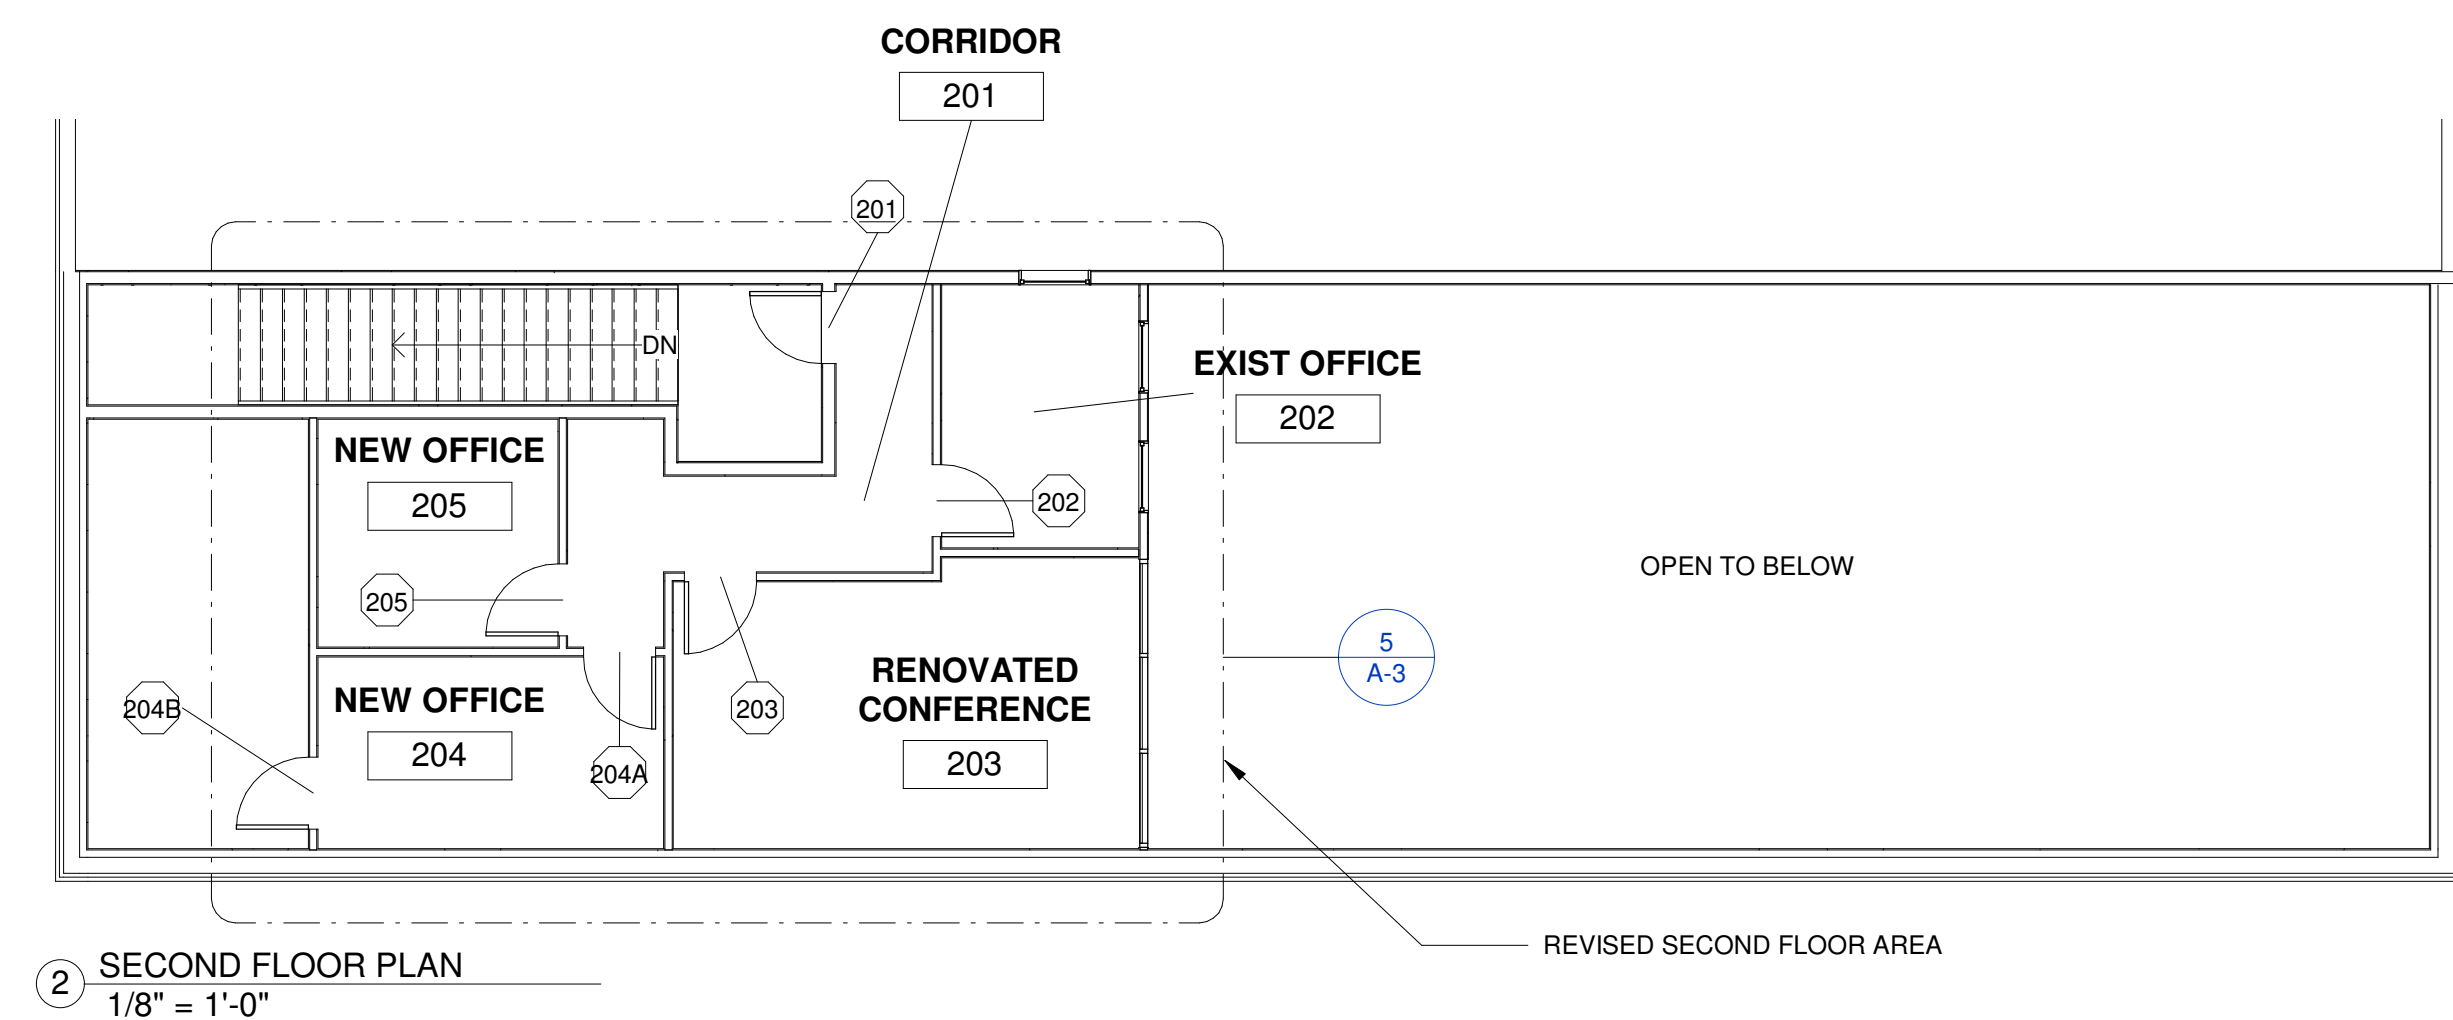 CORRIDOR
201
201
DN
EXIST OFFICE
202
NEW OFFICE
205
202
205
OPEN TO BELOW
5
A-3
RENOVATED
CONFERENCE
203
NEW OFFICE
204
204B
203
204A
REVISED SECOND FLOOR AREA
2
SECOND FLOOR PLAN
1/8" = 1'-0"